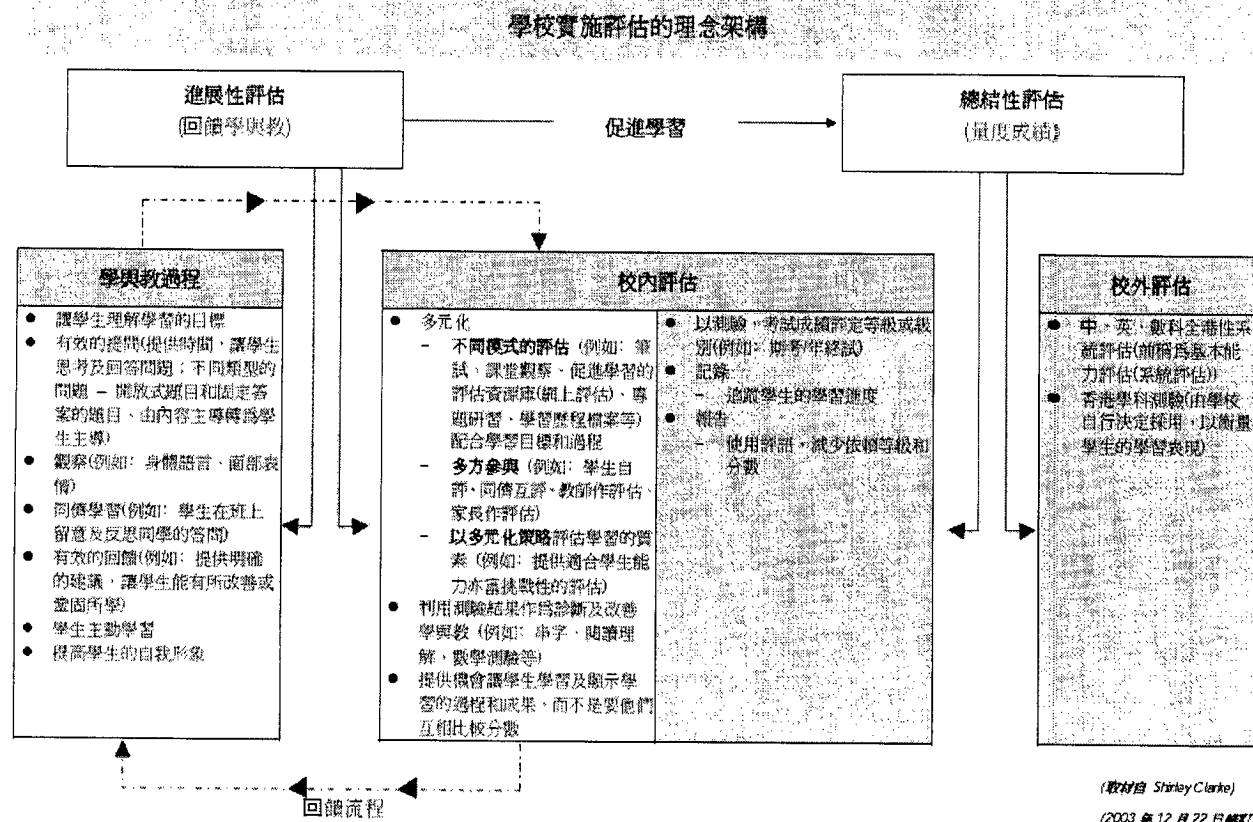 學校實施評估的理念架構
進展性評估
(回饋學與教)
促進學習
總結性評估
(量度成績)
學與教過程
● 讓學生理解學習的目標
● 有效的提問(提供時間，讓學生
思考及回答問題；不同類型的
問題 – 開放式題目和固定答
案的題目、由內容主導轉為學
生主導)
● 觀察(例如：身體語言、面部表
情)
● 同儕學習(例如：學生在班上
留意及反思同學的答問)
● 有效的回饋(例如：提供明確
的建議，讓學生能有所改善或
鞏固所學)
● 學生主動學習
● 提高學生的自我形象
校內評估
● 多元化
– 不同模式的評估 (例如：筆
試、課堂觀察、促進學習的
評估資源庫(網上評估)、專
題研習、學習歷程檔案等)
配合學習目標和過程
– 多方參與 (例如：學生自
評、同儕互評、教師作評估、
家長作評估)
– 以多元化策略評估學習的質
素 (例如：提供適合學生能
力亦富挑戰性的評估)
● 利用測驗結果作為診斷及改善
學與教 (例如：串字、閱讀理
解，數學測驗等)
● 提供機會讓學生學習及顯示學
習的過程和成果，而不是要他們
互相比較分數
● 以測驗，考試成績評定等級或級
別(例如：期考/年終試)
● 記錄
– 追蹤學生的學習進度
● 報告
– 使用評語，減少依賴等級和
分數
校外評估
● 中、英、數科全港性系
統評估(前稱為基本能
力評估(系統評估))
● 香港學科測驗(由學校
自行決定採用，以衡量
學生的學習表現)
回饋流程
(取材自 Shirley Clarke)
(2003 年 12 月 22 日